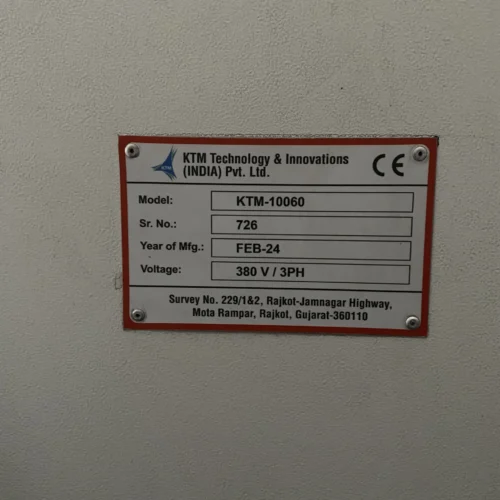 KTM Technology & Innovations
(INDIA) Pvt. Ltd.
CE
KTM
Model: KTM-10060
Sr. No.: 726
Year of Mfg.: FEB-24
Voltage: 380 V / 3PH
Survey No. 229/1&2, Rajkot-Jamnagar Highway,
Mota Rampar, Rajkot, Gujarat-360110